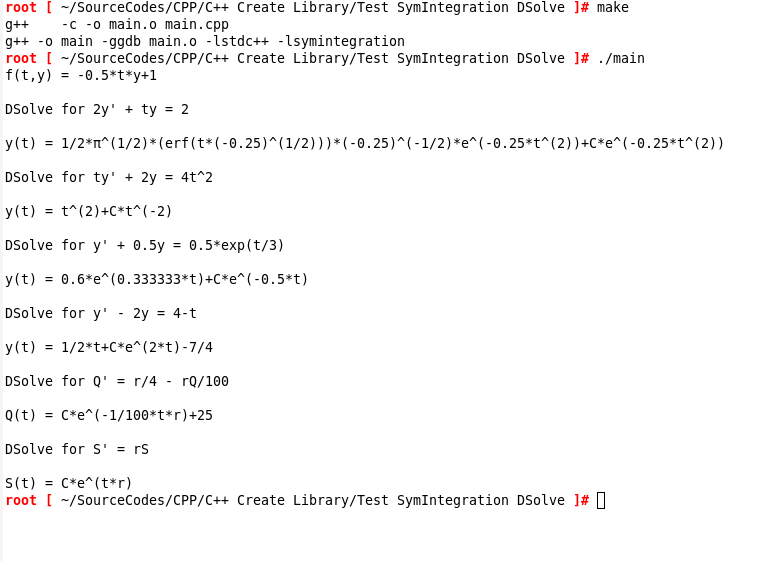 root [ ~/SourceCodes/CPP/C++ Create Library/Test SymIntegration DSolve ]# make
g++    -c -o main.o main.cpp
g++ -o main -ggdb main.o -lstdc++ -lsymintegration
root [ ~/SourceCodes/CPP/C++ Create Library/Test SymIntegration DSolve ]# ./main
f(t,y) = -0.5*t*y+1
DSolve for 2y' + ty = 2
y(t) = 1/2*π^(1/2)*(erf(t*(-0.25)^(1/2)))*(-0.25)^(-1/2)*e^(-0.25*t^(2))+C*e^(-0.25*t^(2))
DSolve for ty' + 2y = 4t^2
y(t) = t^(2)+C*t^(-2)
DSolve for y' + 0.5y = 0.5*exp(t/3)
y(t) = 0.6*e^(0.333333*t)+C*e^(-0.5*t)
DSolve for y' - 2y = 4-t
y(t) = 1/2*t+C*e^(2*t)-7/4
DSolve for Q' = r/4 - rQ/100
Q(t) = C*e^(-1/100*t*r)+25
DSolve for S' = rS
S(t) = C*e^(t*r)
root [ ~/SourceCodes/CPP/C++ Create Library/Test SymIntegration DSolve ]#